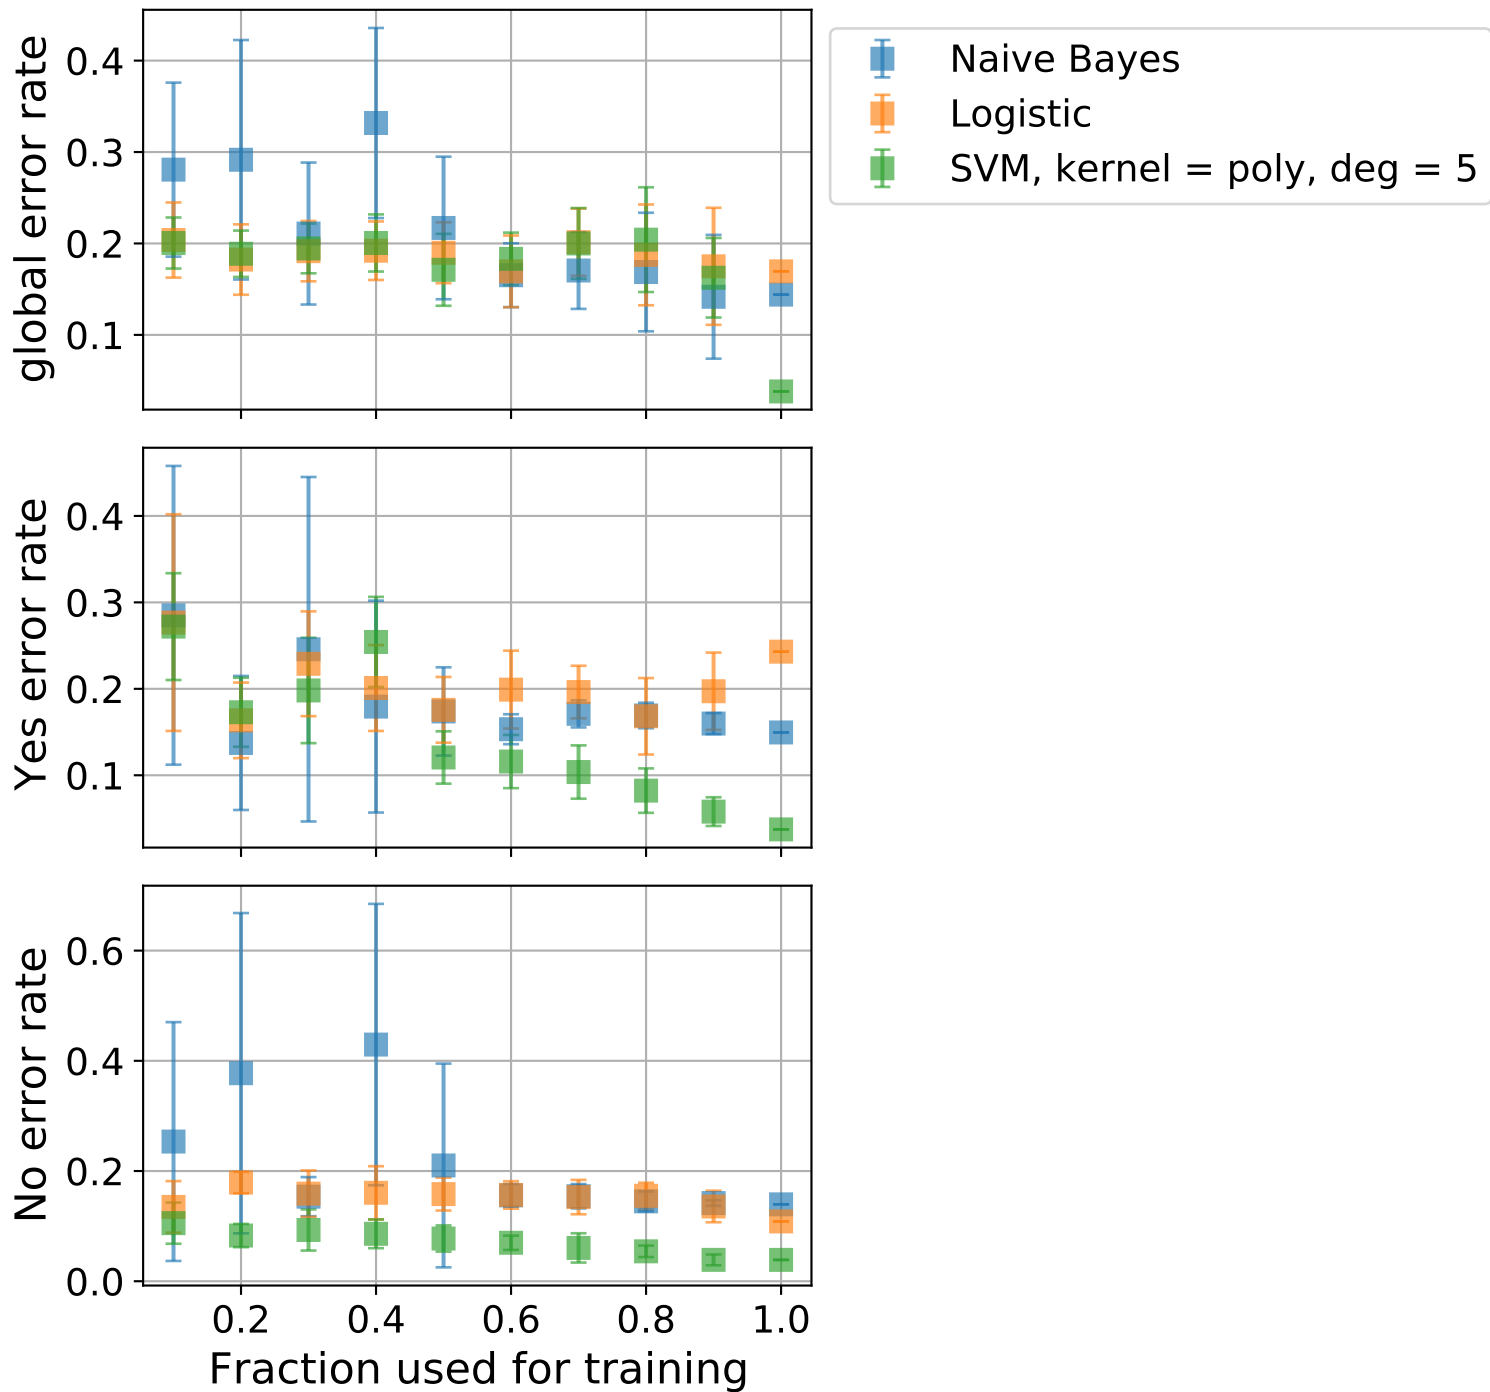 global error rate
0.4
0.3
0.2
0.1
Naive Bayes
Logistic
SVM, kernel = poly, deg = 5
Yes error rate
0.4
0.3
0.2
0.1
No error rate
0.6
0.4
0.2
0.0
0.2 0.4 0.6 0.8 1.0
Fraction used for training